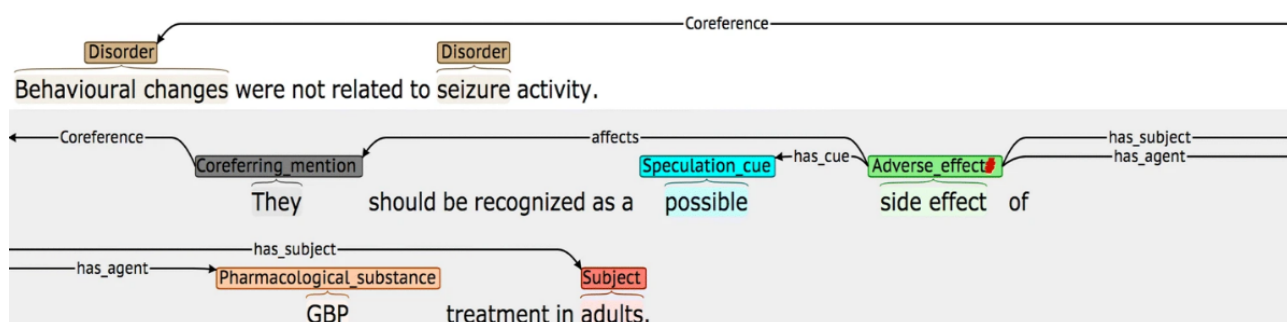 Coreference
Disorder Disorder
Behavioural changes were not related to seizure activity.
Coreference affects has_subject
Coreferring_mention Speculation_cue has_cue Adverse_effect has_agent
They should be recognized as a possible side effect of
has_subject
has_agent Pharmacological_substance Subject
GBP treatment in adults.